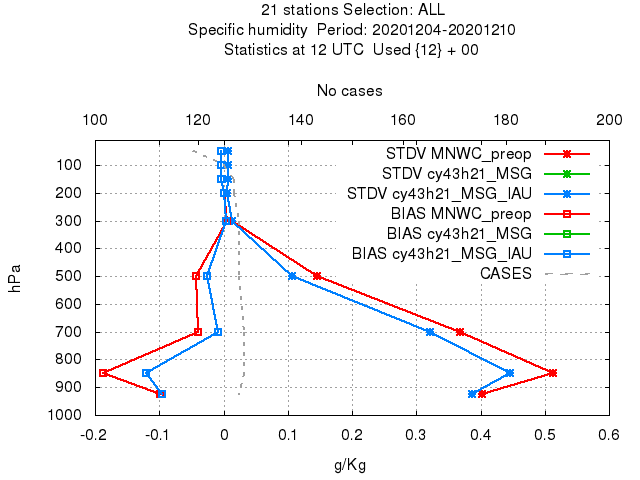 21 stations Selection: ALL
Specific humidity  Period: 20201204-20201210
Statistics at 12 UTC  Used {12} + 00
No cases
100 120 140 160 180 200
STDV MNWC_preop
STDV cy43h21_MSG
STDV cy43h21_MSG_IAU
BIAS MNWC_preop
BIAS cy43h21_MSG
BIAS cy43h21_MSG_IAU
CASES
hPa
100
200
300
400
500
600
700
800
900
1000
-0.2 -0.1 0 0.1 0.2 0.3 0.4 0.5 0.6
g/Kg